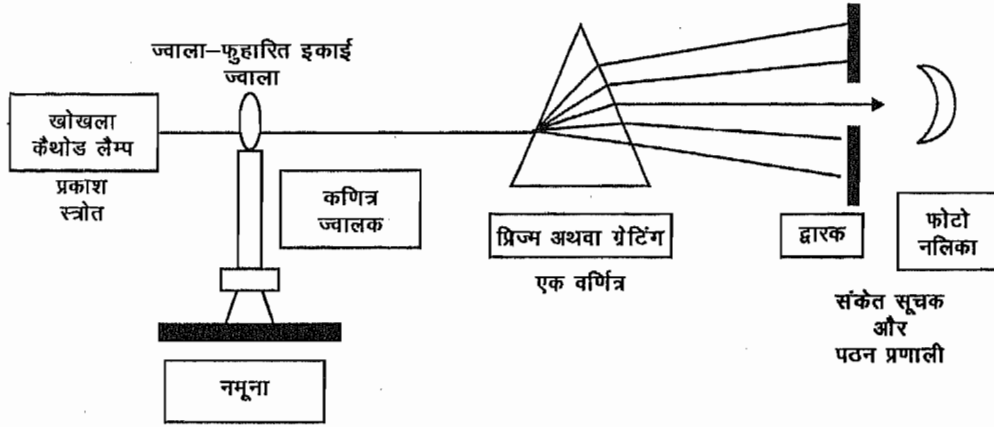 ज्वाला–फुहारित इकाई
ज्वाला
खोखला
कैथोड लैम्प
प्रकाश
स्त्रोत
कणित्र
ज्वालक
नमूना
प्रिज्म अथवा ग्रेटिंग
एक वर्णित्र
द्वारक
फोटो
नलिका
संकेत सूचक
और
पठन प्रणाली